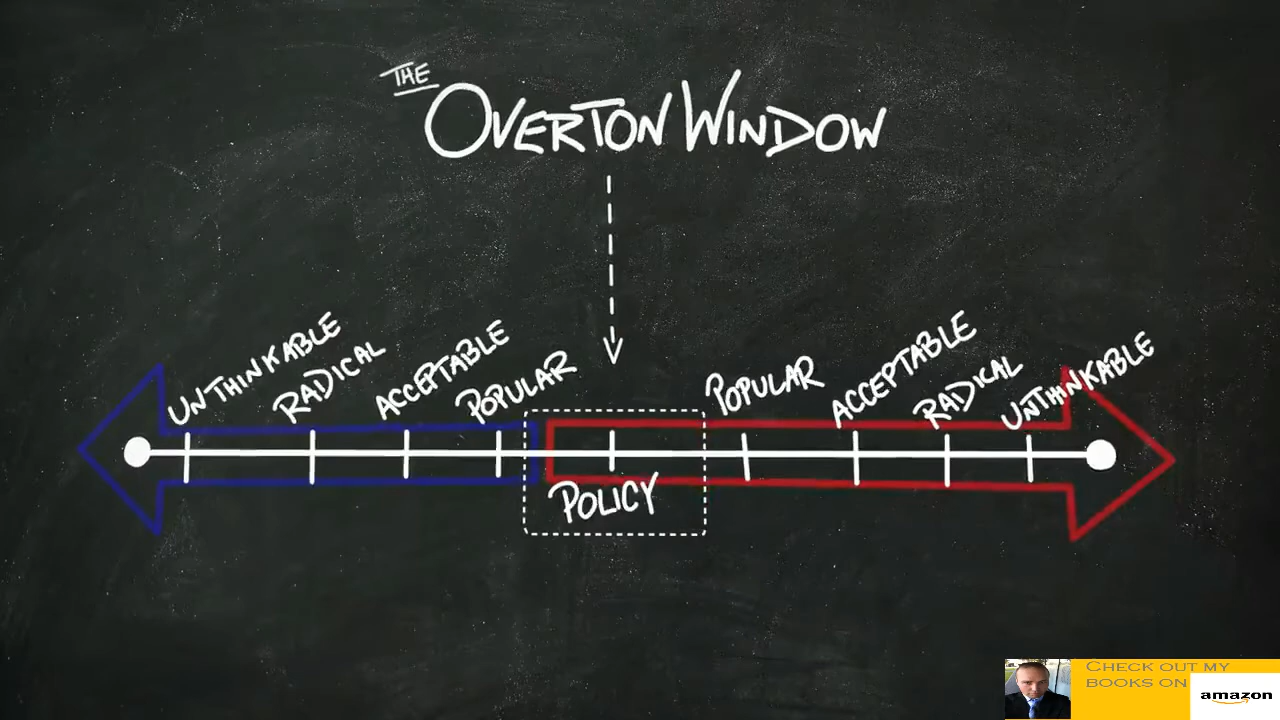 THE
OVERTON WINDOW
UNTHINKABLE
RADICAL
ACCEPTABLE
POPULAR
POLICY
POPULAR
ACCEPTABLE
RADICAL
UNTHINKABLE
CHECK OUT MY
BOOKS ON
amazon